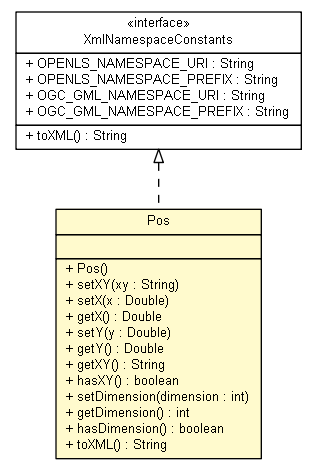 «interface»
XmlNamespaceConstants
+ OPENLS_NAMESPACE_URI : String
+ OPENLS_NAMESPACE_PREFIX : String
+ OGC_GML_NAMESPACE_URI : String
+ OGC_GML_NAMESPACE_PREFIX : String
+ toXML() : String
Pos
+ Pos()
+ setXY(xy : String)
+ setX(x : Double)
+ getX() : Double
+ setY(y : Double)
+ getY() : Double
+ getXY() : String
+ hasXY() : boolean
+ setDimension(dimension : int)
+ getDimension() : int
+ hasDimension() : boolean
+ toXML() : String